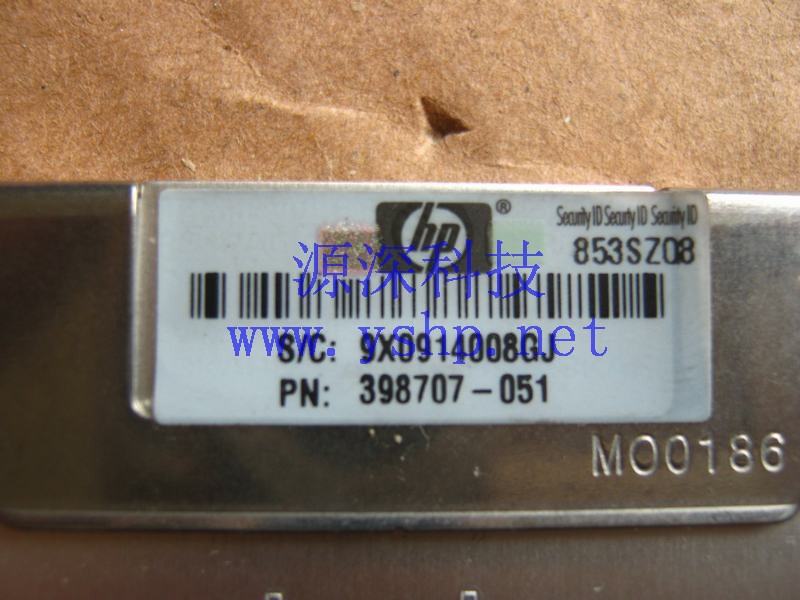 hp ®
Security ID Security ID Security ID
853SZ08
源深科技
www.yshp.net
S/C: 9X0914008GJ
PN: 398707-051
MO0186